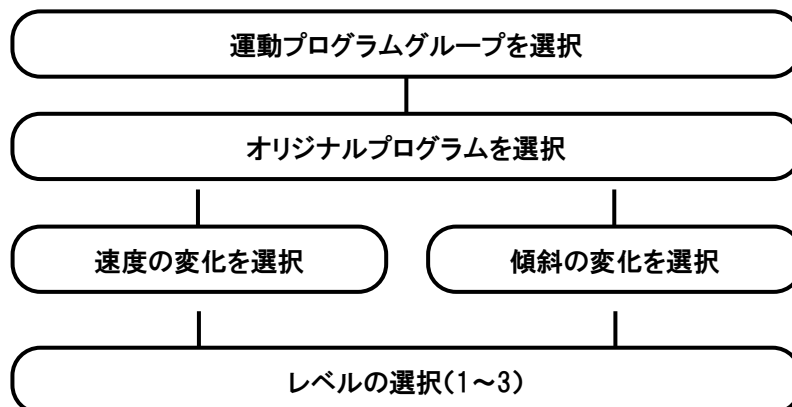 運動プログラムグループを選択
オリジナルプログラムを選択
速度の変化を選択
傾斜の変化を選択
レベルの選択(1～3)